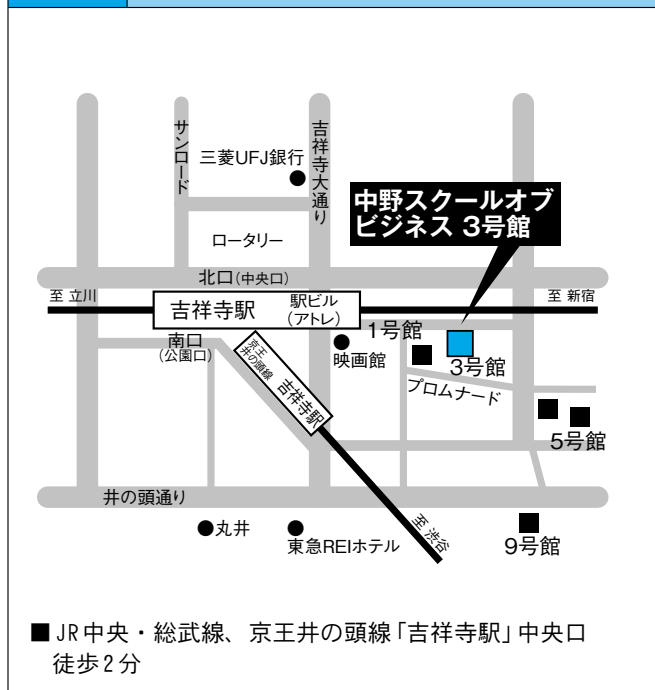 サンロード
三菱UFJ銀行
吉祥寺大通り
中野スクールオブ
ビジネス 3号館
ロータリー
北口(中央口)
至 立川
吉祥寺駅
駅ビル
(アトレ)
至 新宿
1号館
南口
(公園口)
映画館
3号館
京王
井の頭線
吉祥寺駅
プロムナード
5号館
井の頭通り
丸井
東急REIホテル
至 渋谷
9号館
■ JR中央・総武線、京王井の頭線「吉祥寺駅」中央口
徒歩2分